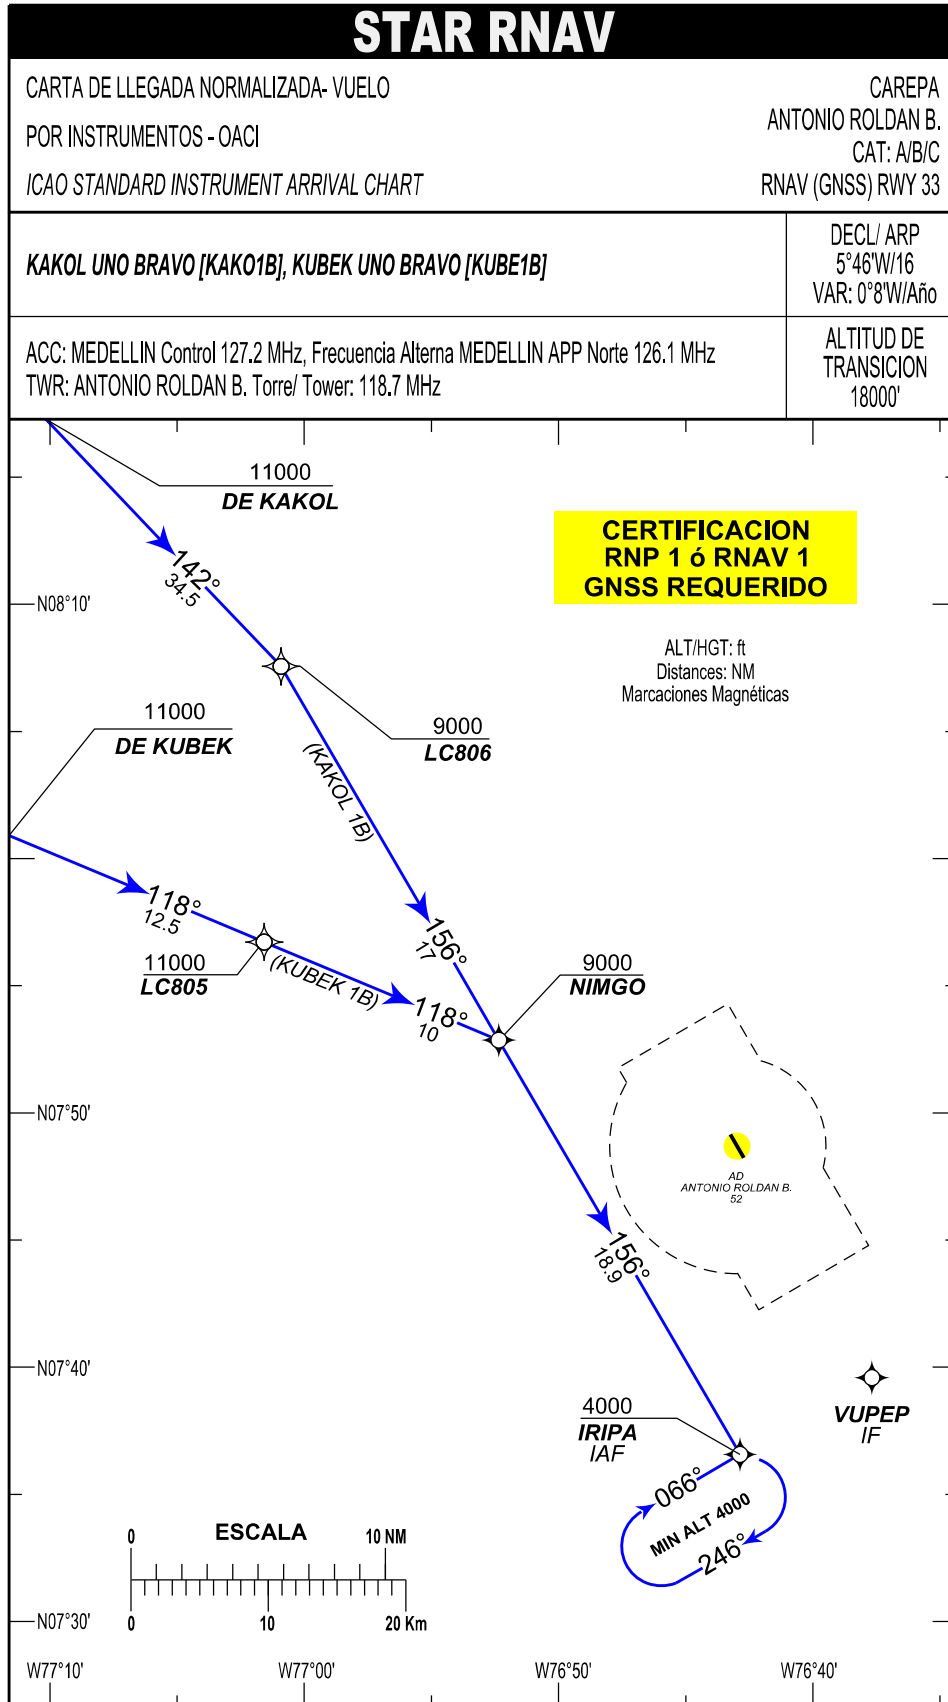 STAR RNAV
CARTA DE LLEGADA NORMALIZADA- VUELO
POR INSTRUMENTOS - OACI
ICAO STANDARD INSTRUMENT ARRIVAL CHART
CAREPA
ANTONIO ROLDAN B.
CAT: A/B/C
RNAV (GNSS) RWY 33
KAKOL UNO BRAVO [KAKO1B], KUBEK UNO BRAVO [KUBE1B]
DECL/ ARP
5°46'W/16
VAR: 0°8'W/Año
ACC: MEDELLIN Control 127.2 MHz, Frecuencia Alterna MEDELLIN APP Norte 126.1 MHz
TWR: ANTONIO ROLDAN B. Torre/ Tower: 118.7 MHz
ALTITUD DE
TRANSICION
18000'
11000
DE KAKOL
CERTIFICACION
RNP 1 ó RNAV 1
GNSS REQUERIDO
142°
34.5
N08°10'
ALT/HGT: ft
Distances: NM
Marcaciones Magnéticas
11000
DE KUBEK
9000
LC806
(KAKOL 1B)
118°
12.5
156°
17
11000
LC805
(KUBEK 1B)
9000
NIMGO
118°
10
N07°50'
AD
ANTONIO ROLDAN B.
52
156°
18.9
N07°40'
4000
IRIPA
IAF
VUPEP
IF
066°
MIN ALT 4000
246°
ESCALA
0
10 NM
0
10
20 Km
N07°30'
W77°10'
W77°00'
W76°50'
W76°40'